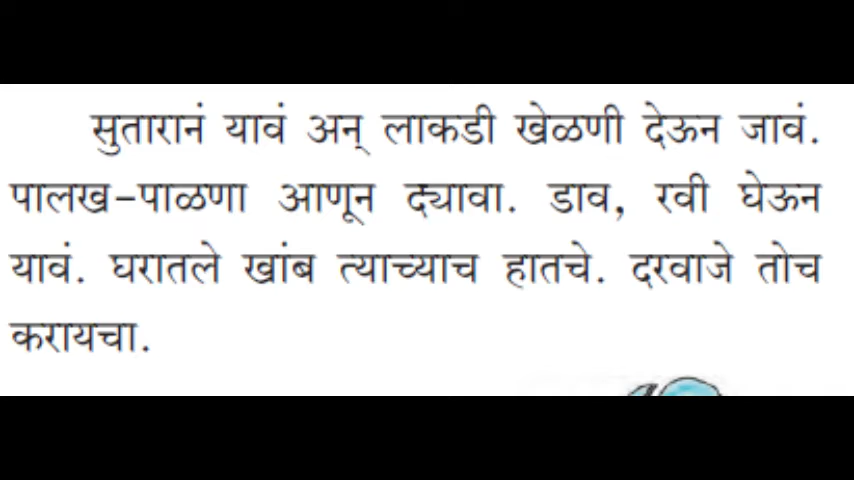 सुतारानं यावं अन् लाकडी खेळणी देऊन जावं.
पालख-पाळणा आणून द्यावा. डाव, रवी घेऊन
यावं. घरातले खांब त्याच्याच हातचे. दरवाजे तोच
करायचा.